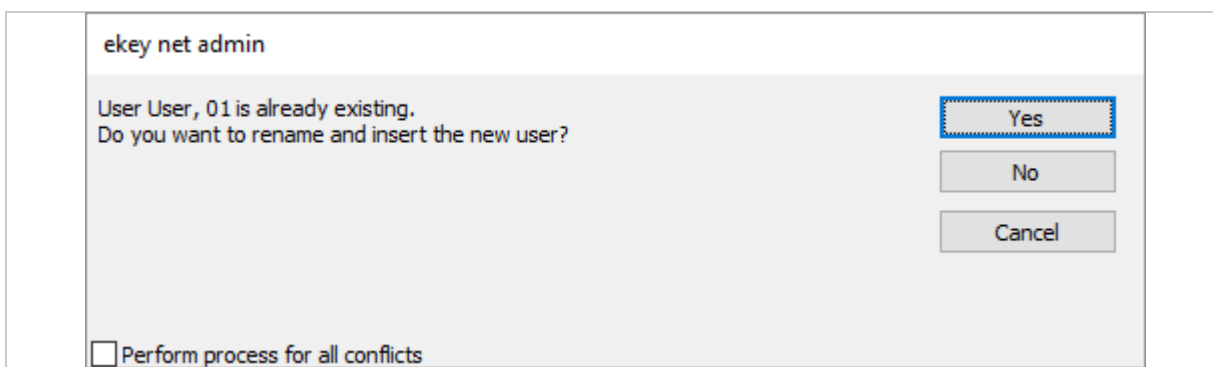 ekey net admin
User User, 01 is already existing.
Do you want to rename and insert the new user?
Yes
No
Cancel
Perform process for all conflicts